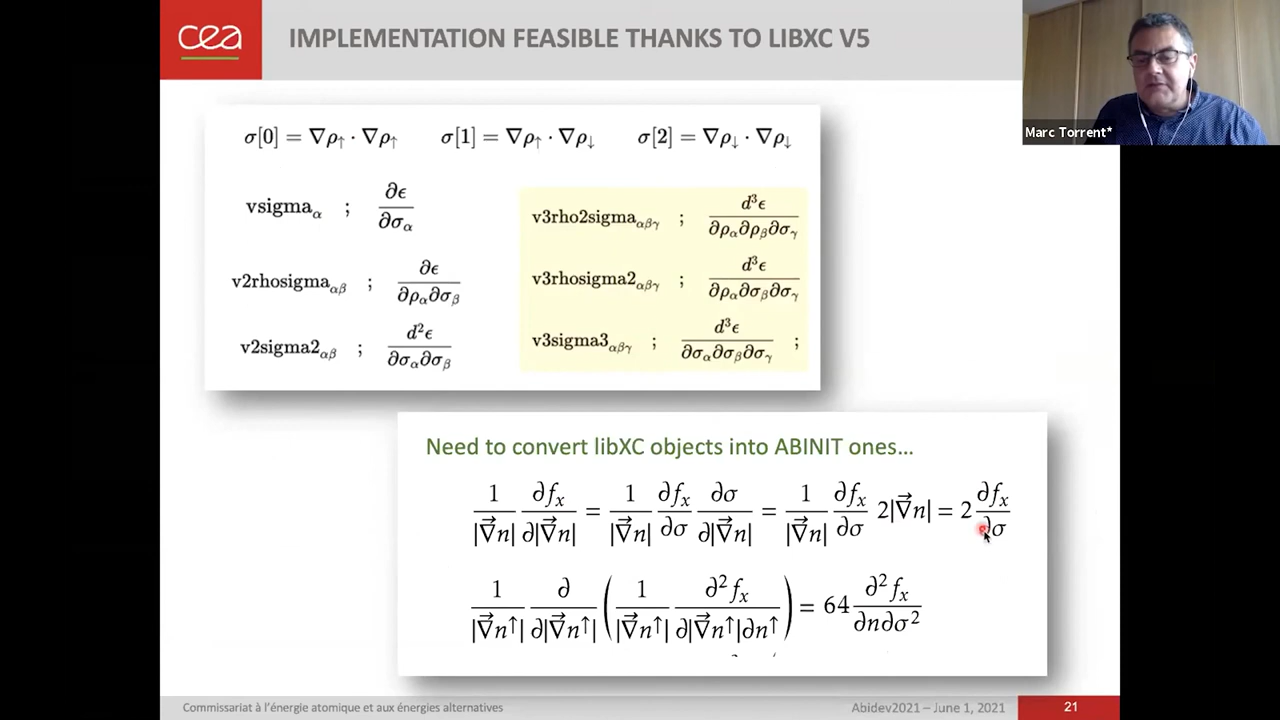 cea
IMPLEMENTATION FEASIBLE THANKS TO LIBXC V5
Marc Torrent*
σ[0] = ∇ρ↑ · ∇ρ↑ σ[1] = ∇ρ↑ · ∇ρ↓ σ[2] = ∇ρ↓ · ∇ρ↓
vsigma_α ; ∂ϵ/∂σ_α
v2rhosigma_αβ ; ∂ϵ/∂ρ_α∂σ_β
v2sigma2_αβ ; d²ϵ/∂σ_α∂σ_β
v3rho2sigma_αβγ ; d³ϵ/∂ρ_α∂ρ_β∂σ_γ
v3rhosigma2_αβγ ; d³ϵ/∂ρ_α∂σ_β∂σ_γ
v3sigma3_αβγ ; d³ϵ/∂σ_α∂σ_β∂σ_γ ;
Need to convert libXC objects into ABINIT ones…
1/|∇⃗n| ∂f_x/∂|∇⃗n| = 1/|∇⃗n| ∂f_x/∂σ ∂σ/∂|∇⃗n| = 1/|∇⃗n| ∂f_x/∂σ 2|∇⃗n| = 2 ∂f_x/∂σ
1/|∇⃗n↑| ∂/∂|∇⃗n↑| (1/|∇⃗n↑| ∂²f_x/∂|∇⃗n↑|∂n↑) = 64 ∂²f_x/∂n∂σ²
Commissariat à l'énergie atomique et aux énergies alternatives
Abidev2021 – June 1, 2021
21